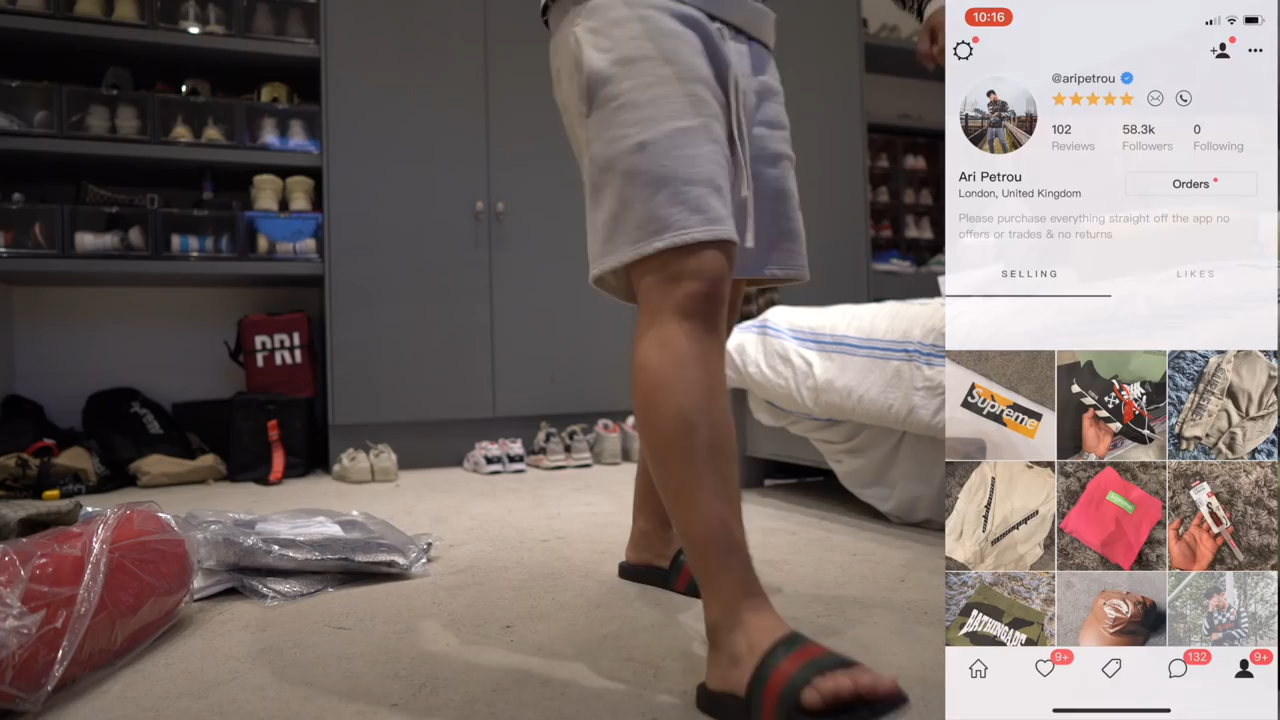 PRI
10:16
@aripetrou
102
58.3k
0
Reviews
Followers
Following
Ari Petrou
London, United Kingdom
Orders
Please purchase everything straight off the app no
offers or trades & no returns
SELLING
LIKES
Supreme
9+
132
9+